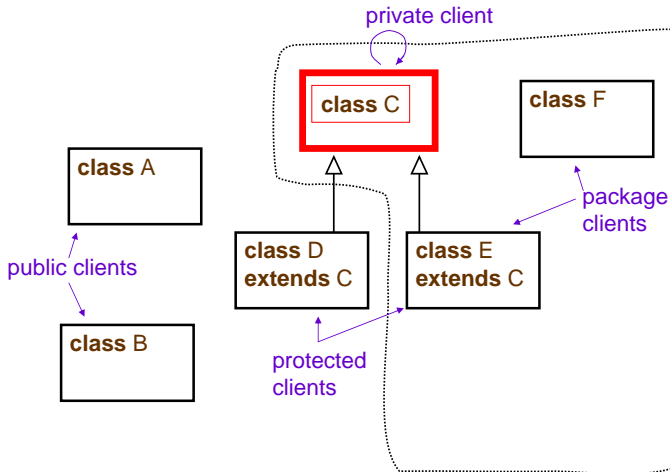 private client
class C
class F
class A
package
clients
class D
extends C
class E
extends C
public clients
class B
protected
clients